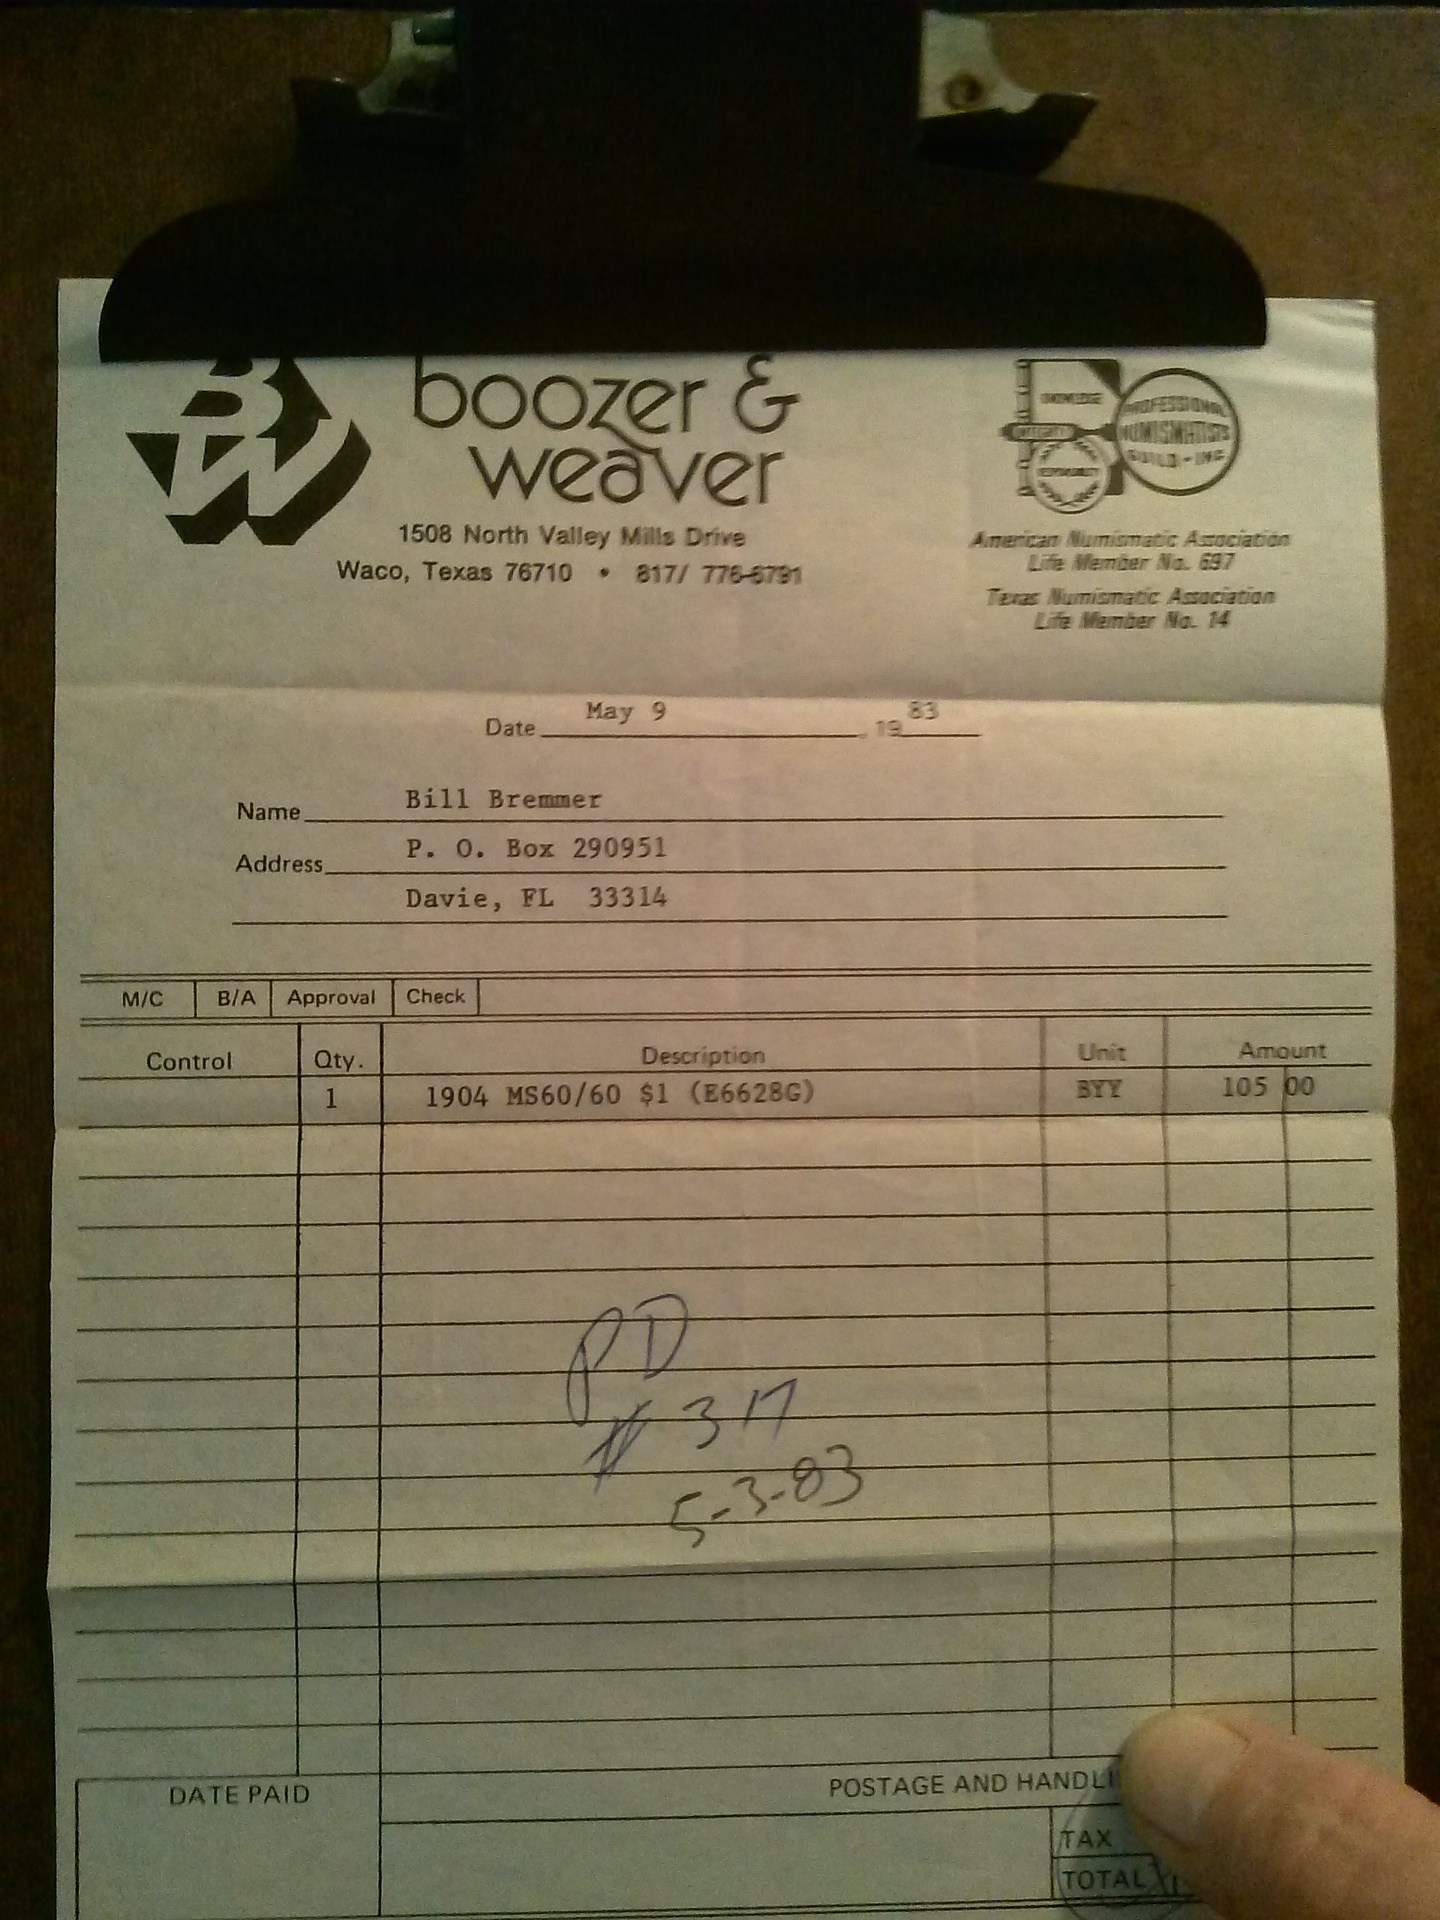 BW
boozer &
weaver
1508 North Valley Mills Drive
Waco, Texas 76710 • 817/ 776-6791
KNOWLEDGE
INTEGRITY
RESPONSIBILITY
PROFESSIONAL
NUMISMATISTS
GUILD - INC
American Numismatic Association
Life Member No. 697
Texas Numismatic Association
Life Member No. 14
Date May 9, 19 83
Name Bill Bremmer
Address P. O. Box 290951
Davie, FL 33314
M/C B/A Approval Check
Control Qty. Description Unit Amount
1 1904 MS60/60 $1 (E6628G) BYY 105 00
PD
# 317
5-3-83
DATE PAID
POSTAGE AND HANDLI
TAX
TOTAL